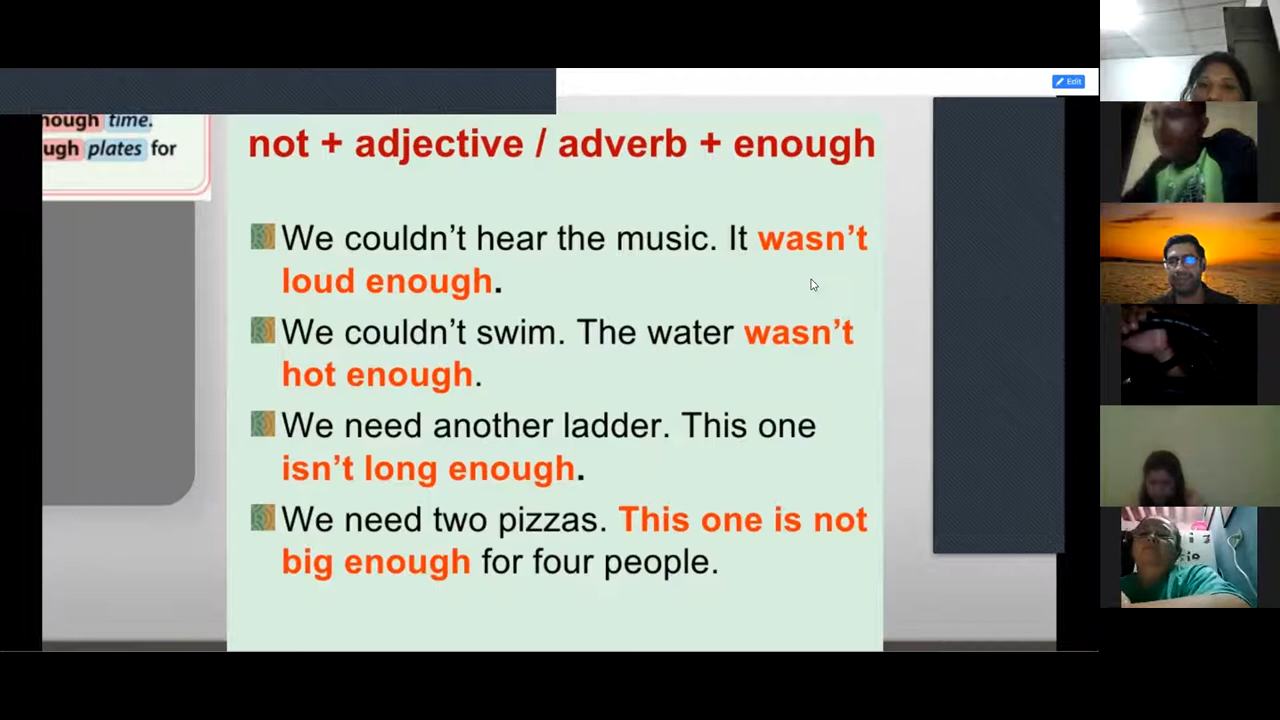 Edit
nough time.
ugh plates for
not + adjective / adverb + enough
We couldn't hear the music. It wasn't
loud enough.
We couldn't swim. The water wasn't
hot enough.
We need another ladder. This one
isn't long enough.
We need two pizzas. This one is not
big enough for four people.